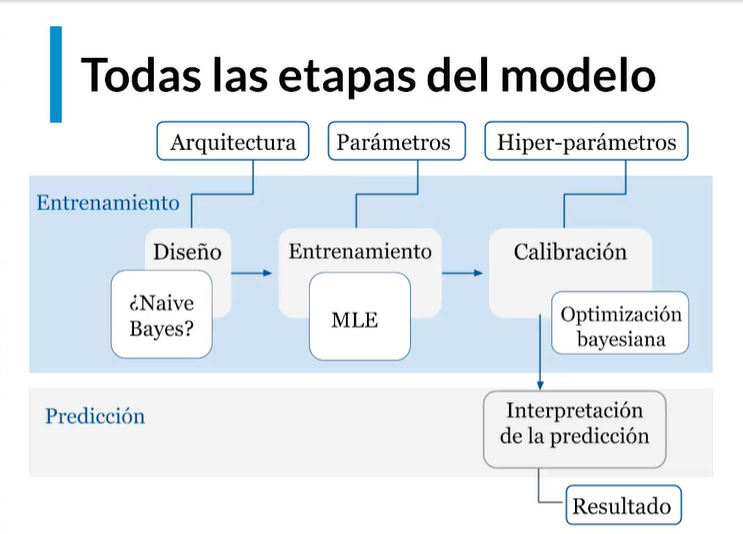 Todas las etapas del modelo
Arquitectura
Parámetros
Hiper-parámetros
Entrenamiento
Diseño
Entrenamiento
Calibración
¿Naive
Bayes?
MLE
Optimización
bayesiana
Predicción
Interpretación
de la predicción
Resultado